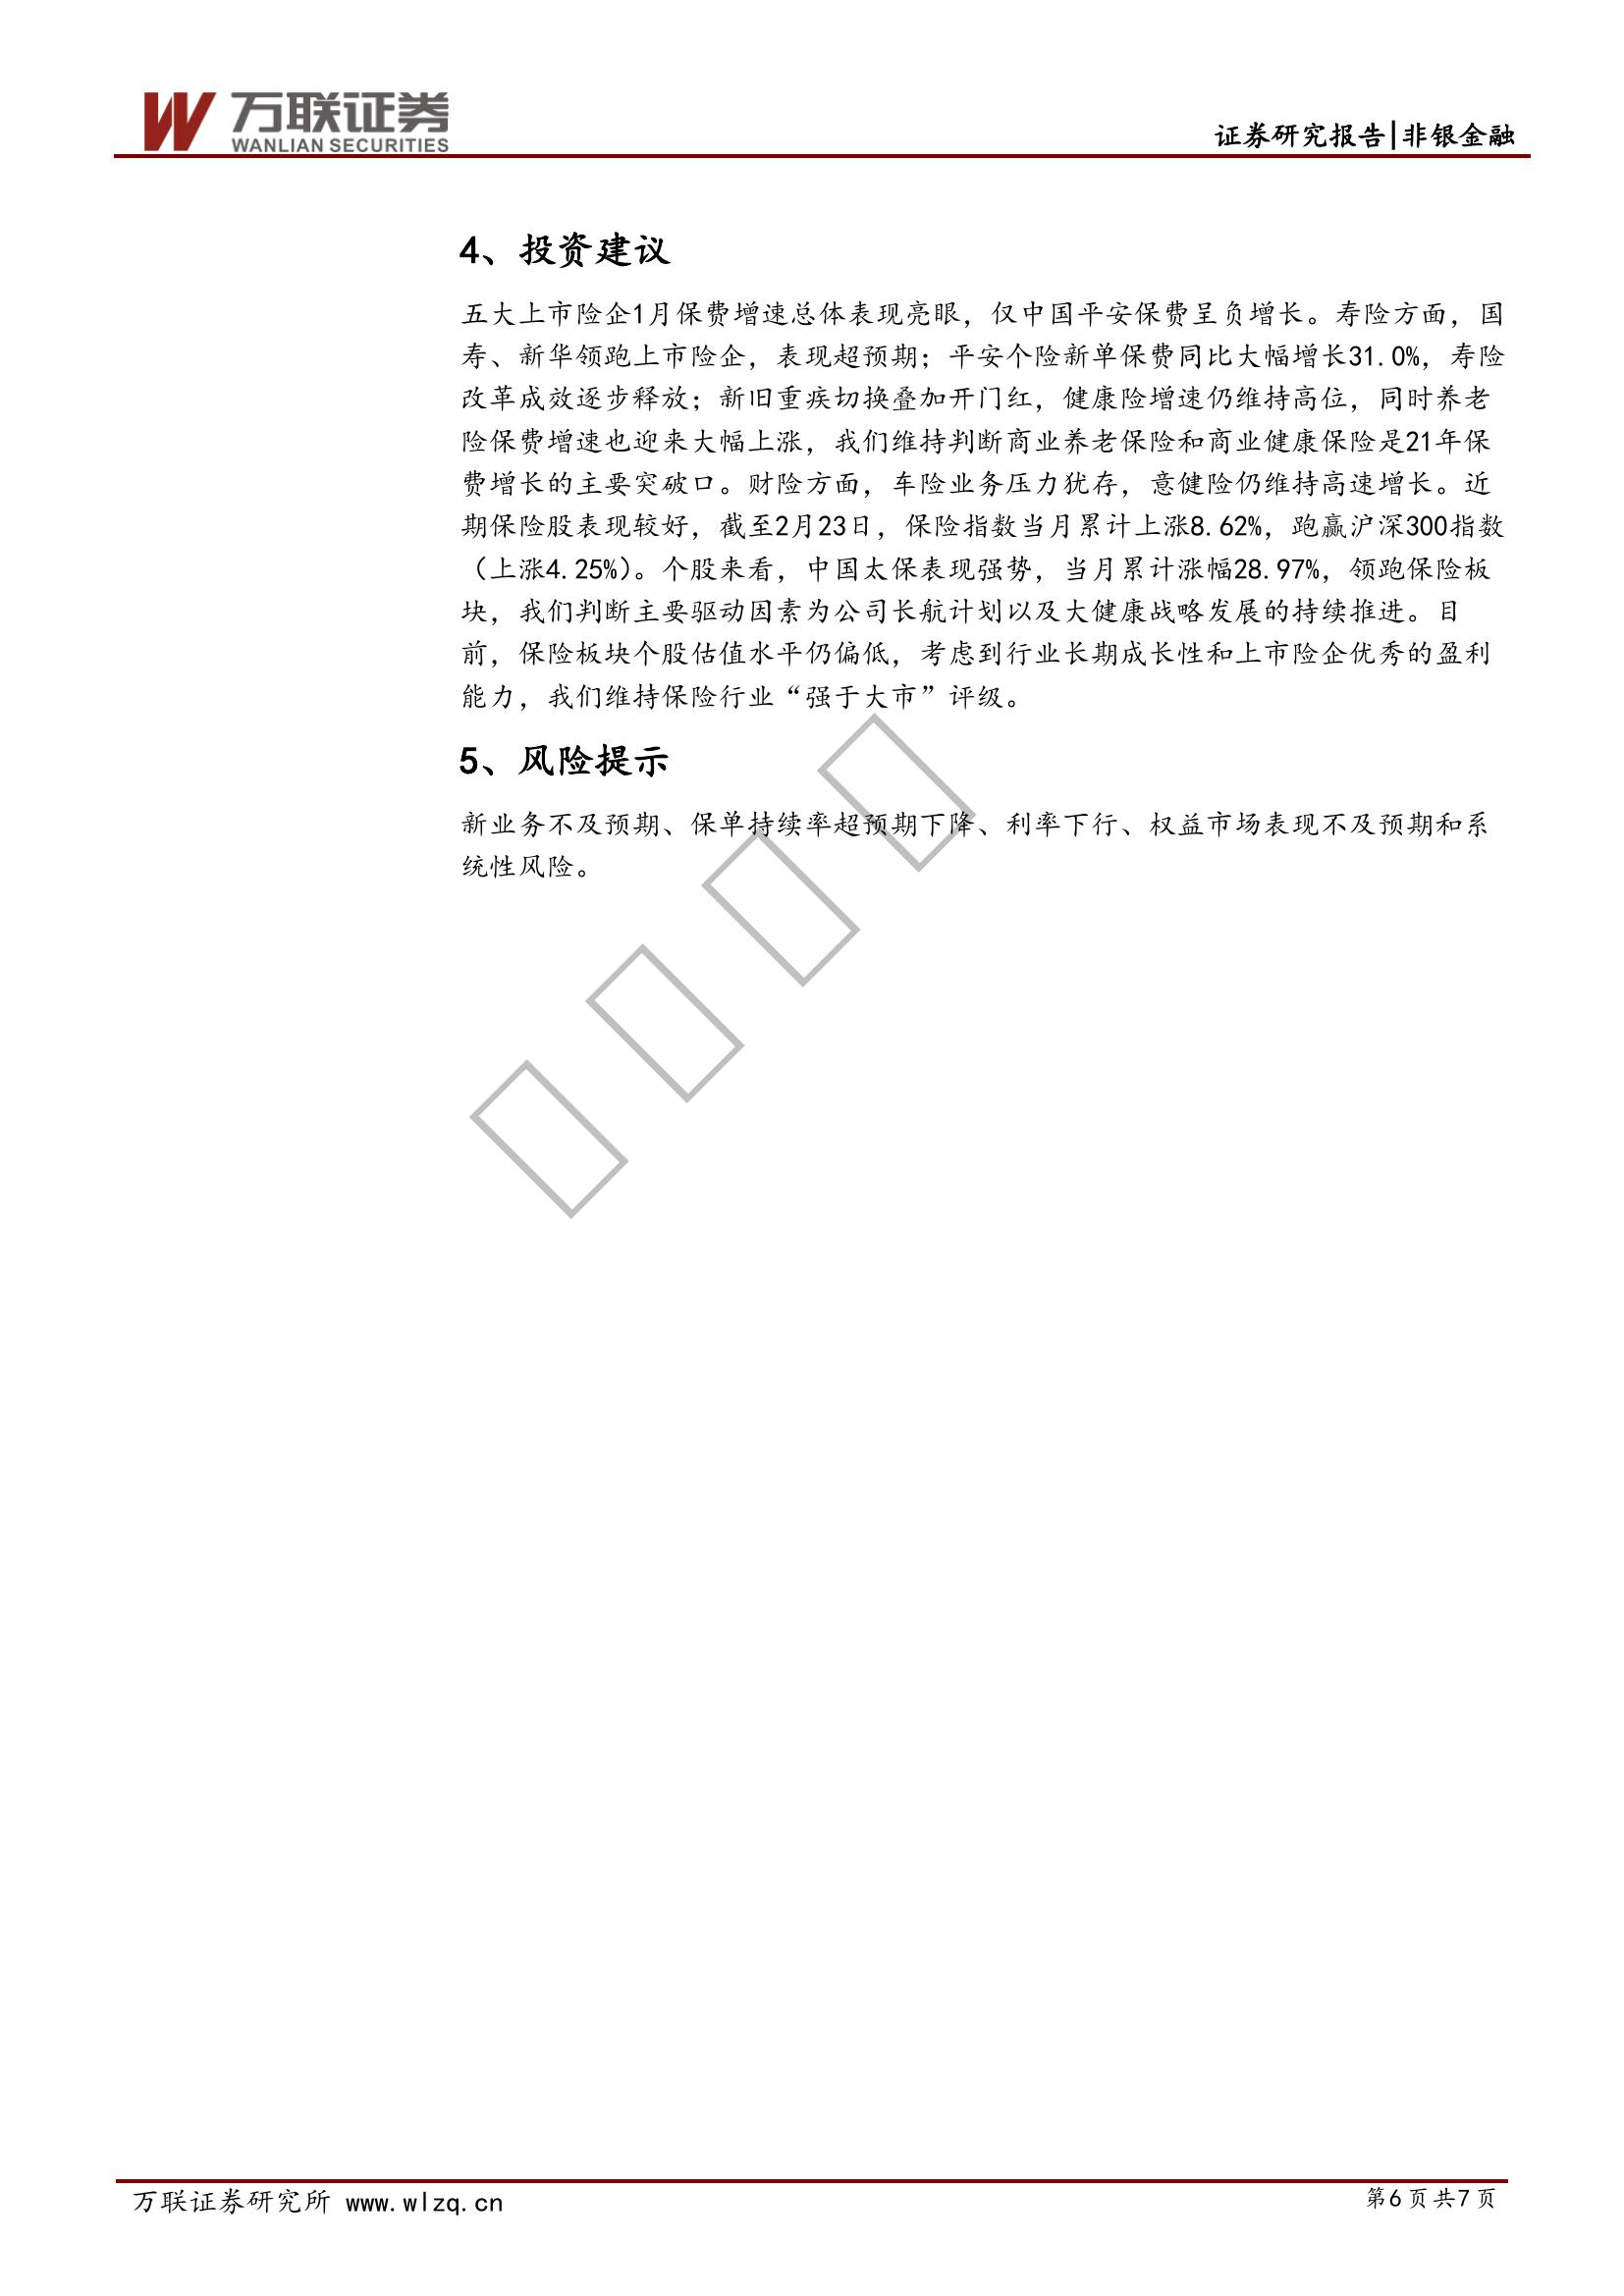 万联证券
WANLIAN SECURITIES
证券研究报告|非银金融
4、投资建议
五大上市险企1月保费增速总体表现亮眼，仅中国平安保费呈负增长。寿险方面，国
寿、新华领跑上市险企，表现超预期；平安个险新单保费同比大幅增长31.0%，寿险
改革成效逐步释放；新旧重疾切换叠加开门红，健康险增速仍维持高位，同时养老
险保费增速也迎来大幅上涨，我们维持判断商业养老保险和商业健康保险是21年保
费增长的主要突破口。财险方面，车险业务压力犹存，意健险仍维持高速增长。近
期保险股表现较好，截至2月23日，保险指数当月累计上涨8.62%，跑赢沪深300指数
（上涨4.25%）。个股来看，中国太保表现强势，当月累计涨幅28.97%，领跑保险板
块，我们判断主要驱动因素为公司长航计划以及大健康战略发展的持续推进。目
前，保险板块个股估值水平仍偏低，考虑到行业长期成长性和上市险企优秀的盈利
能力，我们维持保险行业“强于大市”评级。
5、风险提示
新业务不及预期、保单持续率超预期下降、利率下行、权益市场表现不及预期和系
统性风险。
万联证券研究所 www.wlzq.cn
第6页共7页